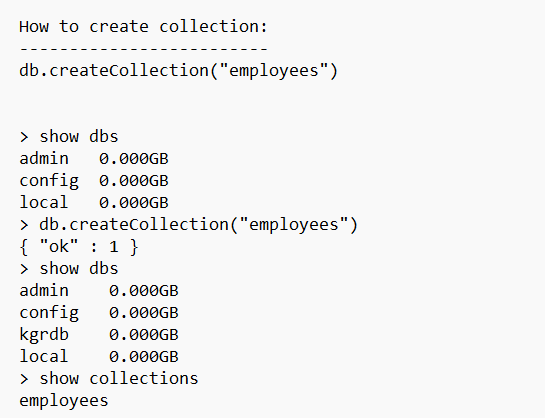 How to create collection:
-------------------------
db.createCollection("employees")
> show dbs
admin   0.000GB
config  0.000GB
local   0.000GB
> db.createCollection("employees")
{ "ok" : 1 }
> show dbs
admin    0.000GB
config   0.000GB
kgrdb    0.000GB
local    0.000GB
> show collections
employees